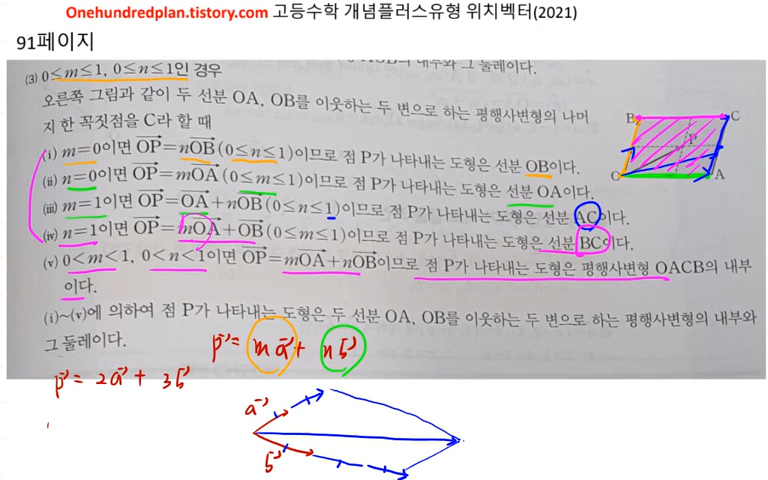 Onehundredplan.tistory.com 고등수학 개념플러스유형 위치벡터(2021)
91페이지
내부와 그 둘레이다.
(3) 0≤m≤1, 0≤n≤1인 경우
오른쪽 그림과 같이 두 선분 OA, OB를 이웃하는 두 변으로 하는 평행사변형의 나머
지 한 꼭짓점을 C라 할 때
(i) m=0이면 OP=nOB(0≤n≤1)이므로 점 P가 나타내는 도형은 선분 OB이다.
(ii) n=0이면 OP=mOA(0≤m≤1)이므로 점 P가 나타내는 도형은 선분 OA이다.
(iii) m=1이면 OP=OA+nOB(0≤n≤1)이므로 점 P가 나타내는 도형은 선분 AC이다.
(iv) n=1이면 OP=mOA+OB(0≤m≤1)이므로 점 P가 나타내는 도형은 선분 BC이다.
(v) 0<m<1, 0<n<1이면 OP=mOA+nOB이므로 점 P가 나타내는 도형은 평행사변형 OACB의 내부
이다.
(i)~(v)에 의하여 점 P가 나타내는 도형은 두 선분 OA, OB를 이웃하는 두 변으로 하는 평행사변형의 내부와
그 둘레이다.
B C
P
O A
p→= m a→+ n b→
p→= 2a→+ 3b→
a→
b→